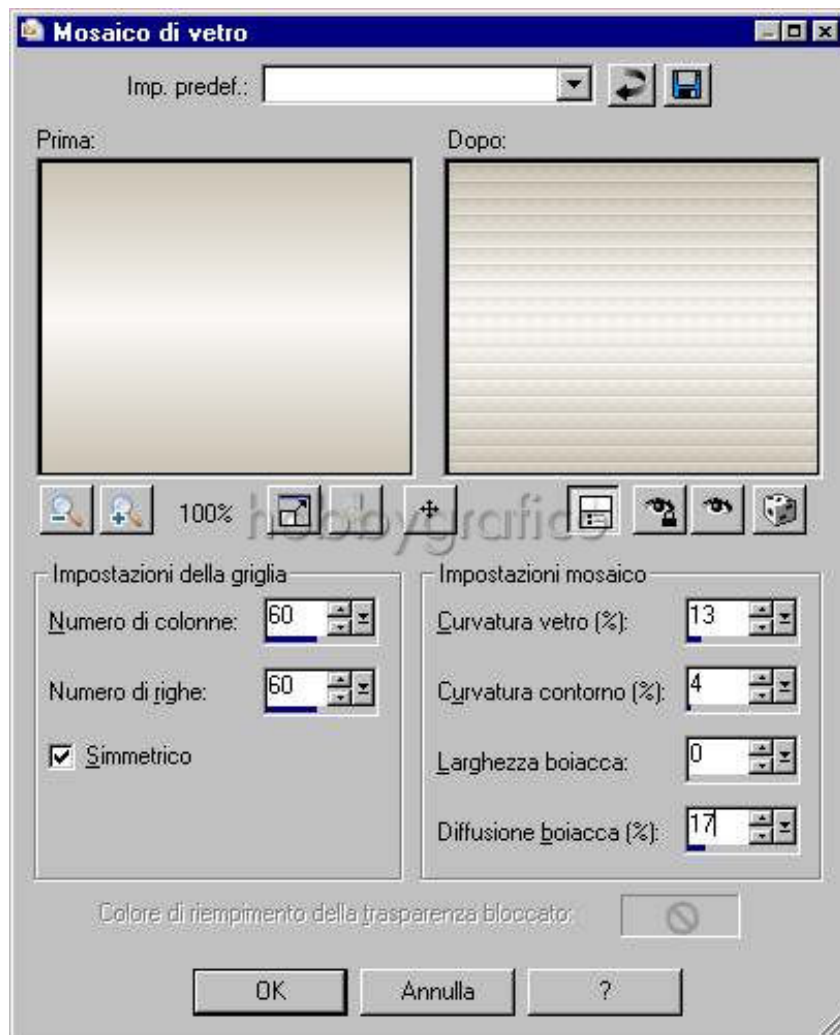 Mosaico di vetro
Imp. predef.:
Prima:
Dopo:
100%
hobbygrafica
Impostazioni della griglia
Numero di colonne: 60
Numero di righe: 60
Simmetrico
Impostazioni mosaico
Curvatura vetro (%): 13
Curvatura contorno (%): 4
Larghezza boiacca: 0
Diffusione boiacca (%): 17
Colore di riempimento della trasparenza bloccato:
OK
Annulla
?